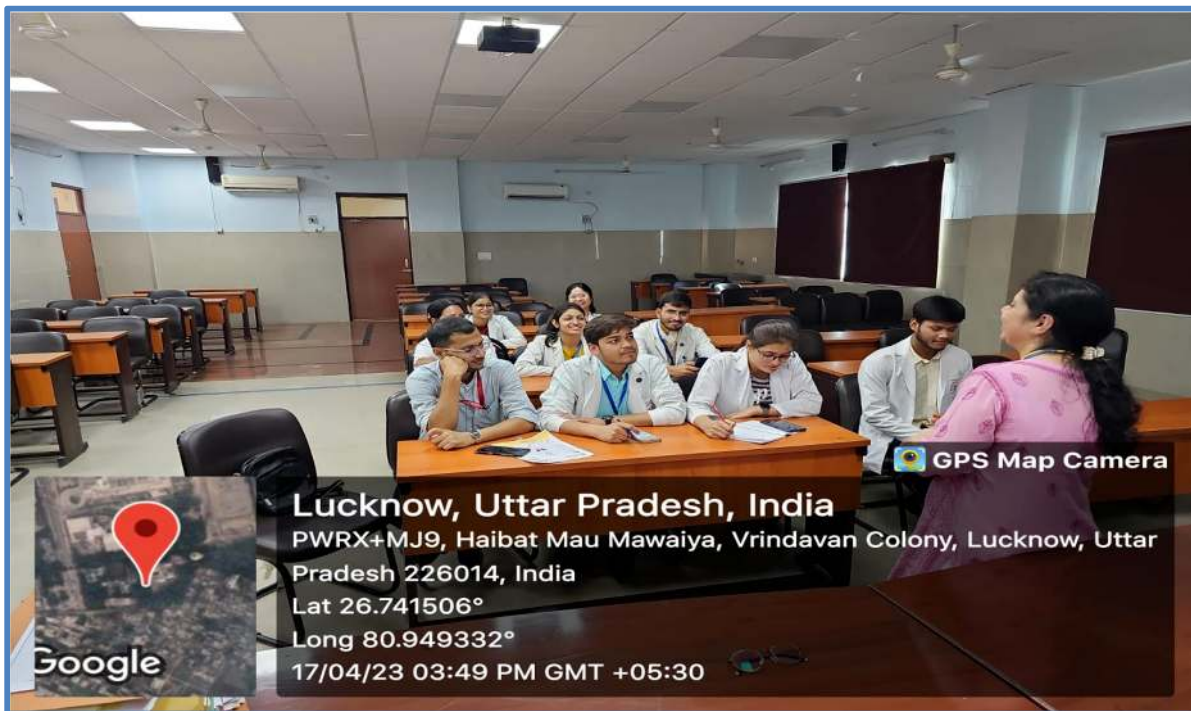 GPS Map Camera
Lucknow, Uttar Pradesh, India
PWRX+MJ9, Haibat Mau Mawaiya, Vrindavan Colony, Lucknow, Uttar
Pradesh 226014, India
Lat 26.741506°
Long 80.949332°
17/04/23 03:49 PM GMT +05:30
Google